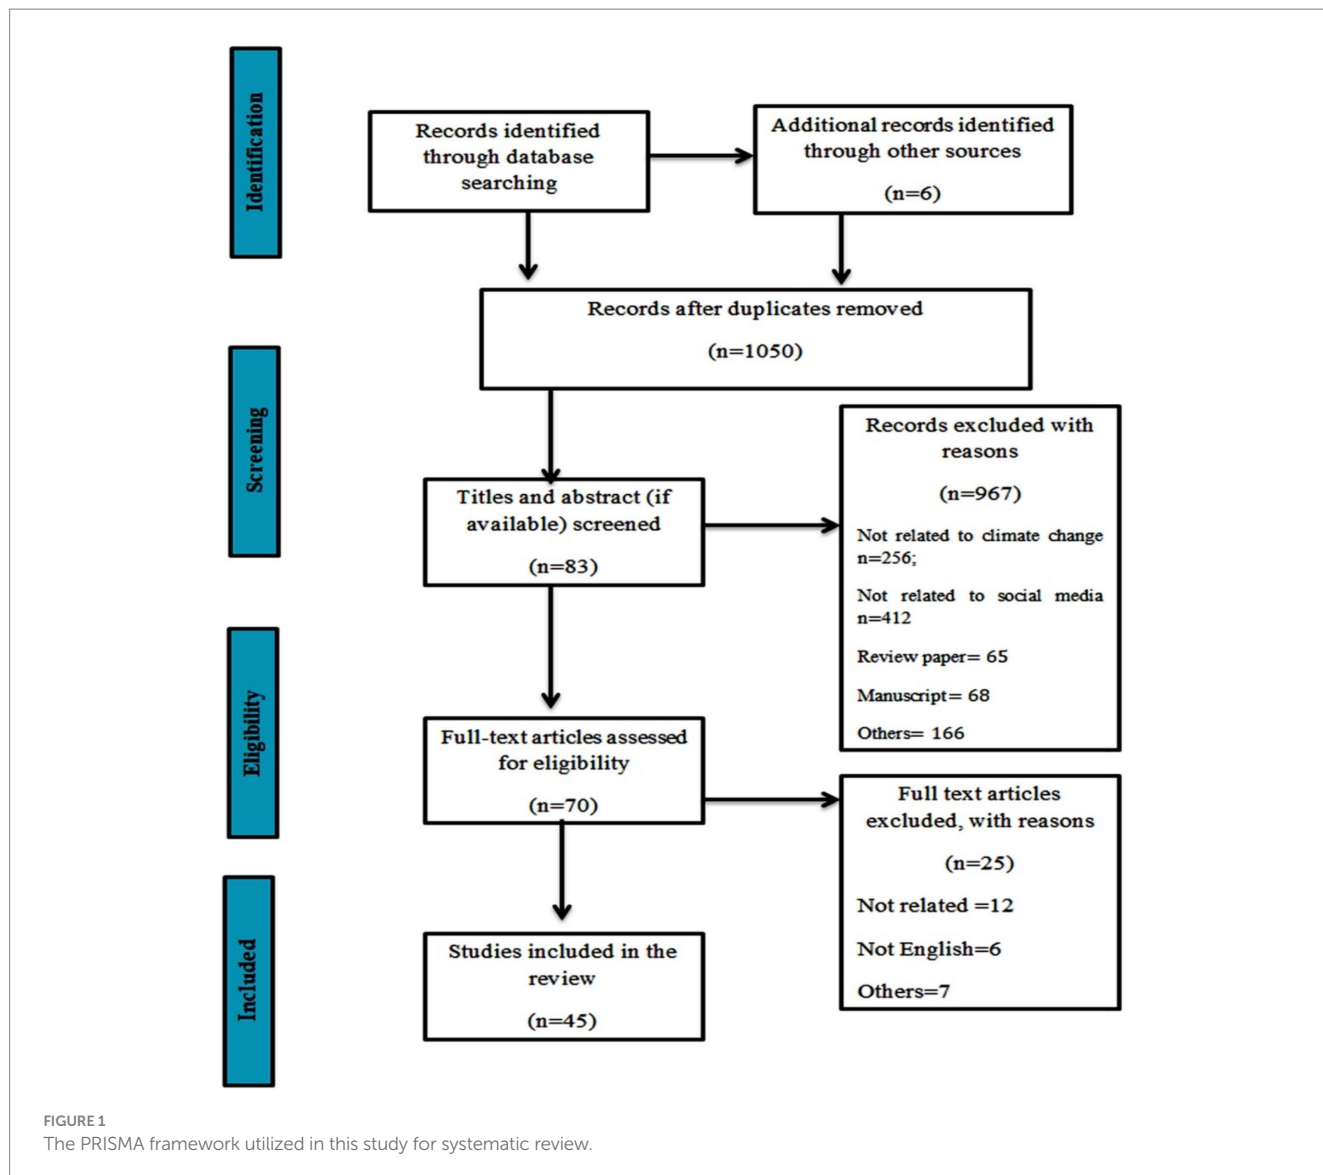 Identification
Records identified
through database
searching
Additional records identified
through other sources
(n=6)
Records after duplicates removed
(n=1050)
Screening
Titles and abstract (if
available) screened
(n=83)
Records excluded with
reasons
(n=967)
Not related to climate change
n=256;
Not related to social media
n=412
Review paper= 65
Manuscript= 68
Others= 166
Eligibility
Full-text articles assessed
for eligibility
(n=70)
Full text articles
excluded, with reasons
(n=25)
Not related =12
Not English=6
Others=7
Included
Studies included in the
review
(n=45)
FIGURE 1
The PRISMA framework utilized in this study for systematic review.